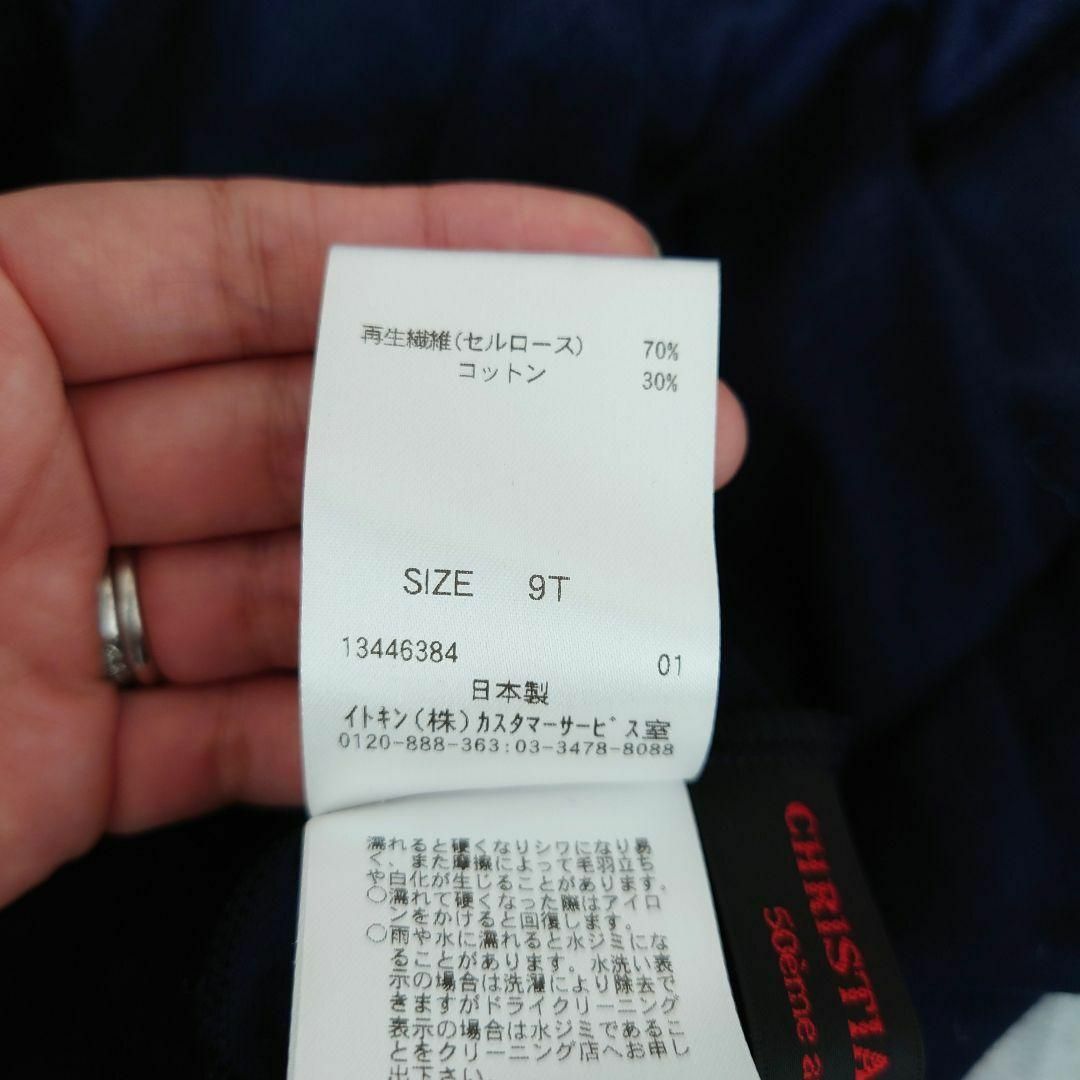 再生繊維(セルロース) 70%
コットン 30%
SIZE 9T
13446384 01
日本製
イトキン(株)カスタマーサービス室
0120-888-363:03-3478-8088
濡れると硬くなりシワになり易
く、また摩擦によって毛羽立ち
や白化が生じることがあります。
○濡れて硬くなった際はアイロ
ンをかけると回復します。
○雨や水に濡れると水ジミにな
ることがあります。水洗い表
示の場合は洗濯により除去で
きますがドライクリーニング
表示の場合は水ジミであるこ
とをクリーニング店へお申し
出下さい。
CHRISTIA
50ème a